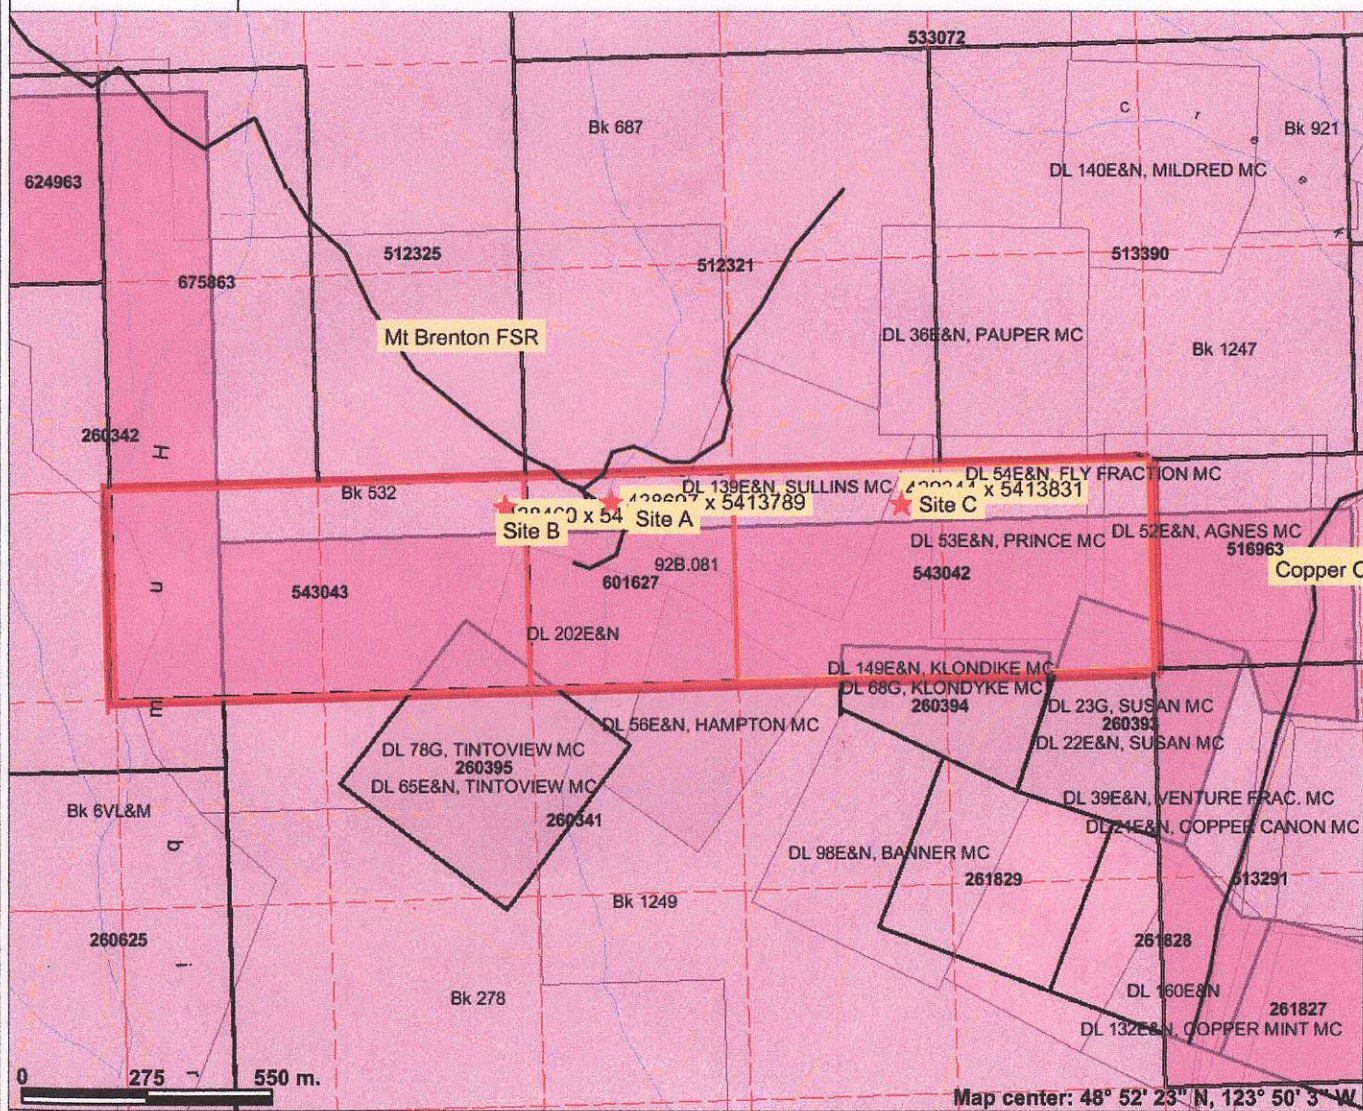 533072
Bk 687
C r e e k
Bk 921
DL 140E&N, MILDRED MC
624963
512325
512321
513390
675863
Mt Brenton FSR
DL 36E&N, PAUPER MC
Bk 1247
260342
H u m b i r
Bk 532
DL 54E&N, FLY FRACTION MC
DL 139E&N, SULLINS MC
x 5413831
x 5413789
Site B
Site A
Site C
DL 53E&N, PRINCE MC
DL 52E&N, AGNES MC
516963
92B.081
601627
543042
543043
Copper C
DL 202E&N
DL 149E&N, KLONDIKE MC
DL 68G, KLONDYKE MC
260394
DL 23G, SUSAN MC
260393
DL 22E&N, SUSAN MC
DL 56E&N, HAMPTON MC
DL 78G, TINTOVIEW MC
260395
DL 65E&N, TINTOVIEW MC
Bk 6VL&M
260341
DL 39E&N, VENTURE FRAC. MC
DL 21E&N, COPPER CANON MC
DL 98E&N, BANNER MC
261829
513291
Bk 1249
260625
261828
Bk 278
DL 160E&N
261827
DL 132E&N, COPPER MINT MC
0 275 550 m.
Map center: 48° 52' 23" N, 123° 50' 3" W